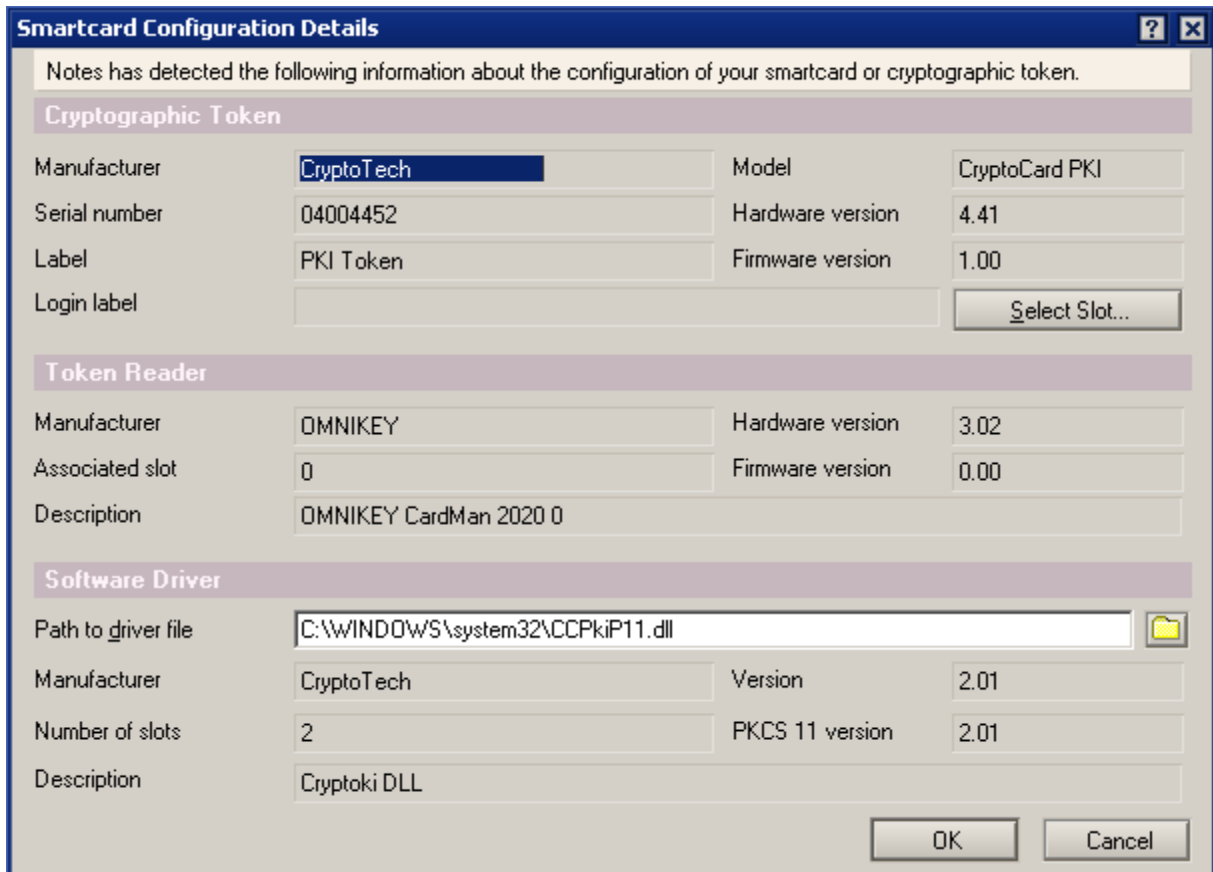 Smartcard Configuration Details
Notes has detected the following information about the configuration of your smartcard or cryptographic token.
Cryptographic Token
Manufacturer CryptoTech Model CryptoCard PKI
Serial number 04004452 Hardware version 4.41
Label PKI Token Firmware version 1.00
Login label Select Slot...
Token Reader
Manufacturer OMNIKEY Hardware version 3.02
Associated slot 0 Firmware version 0.00
Description OMNIKEY CardMan 2020 0
Software Driver
Path to driver file C:\WINDOWS\system32\CCPkiP11.dll
Manufacturer CryptoTech Version 2.01
Number of slots 2 PKCS 11 version 2.01
Description Cryptoki DLL
OK Cancel